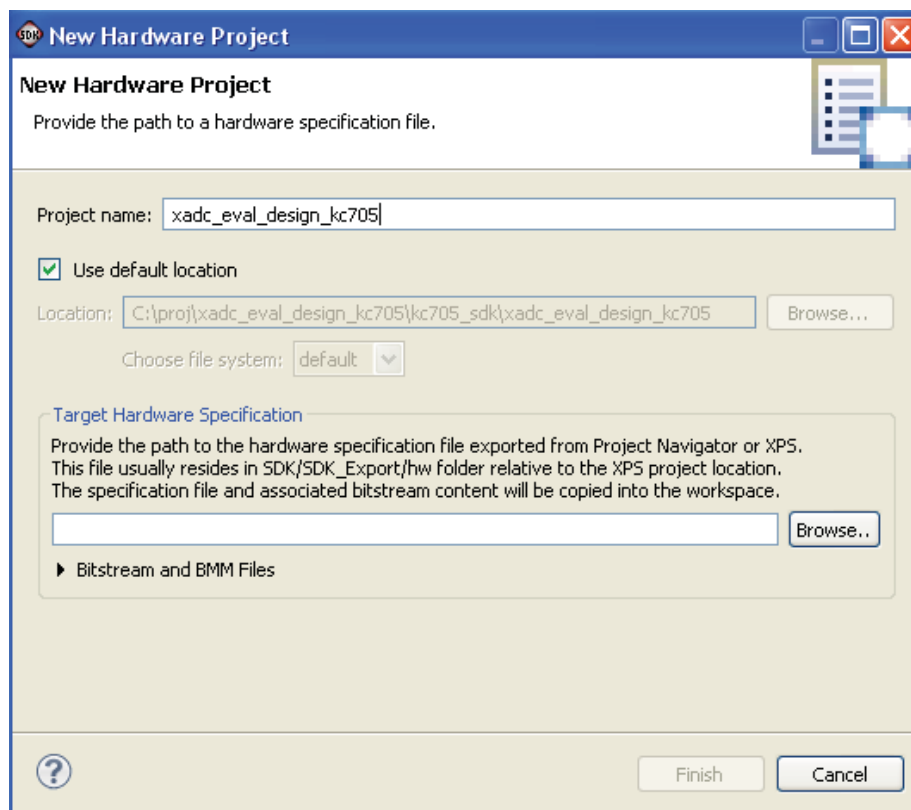 SDK New Hardware Project
New Hardware Project
Provide the path to a hardware specification file.
Project name: xadc_eval_design_kc705
Use default location
Location: C:\proj\xadc_eval_design_kc705\kc705_sdk\xadc_eval_design_kc705 Browse...
Choose file system: default
Target Hardware Specification
Provide the path to the hardware specification file exported from Project Navigator or XPS.
This file usually resides in SDK/SDK_Export/hw folder relative to the XPS project location.
The specification file and associated bitstream content will be copied into the workspace.
Browse..
Bitstream and BMM Files
? Finish Cancel